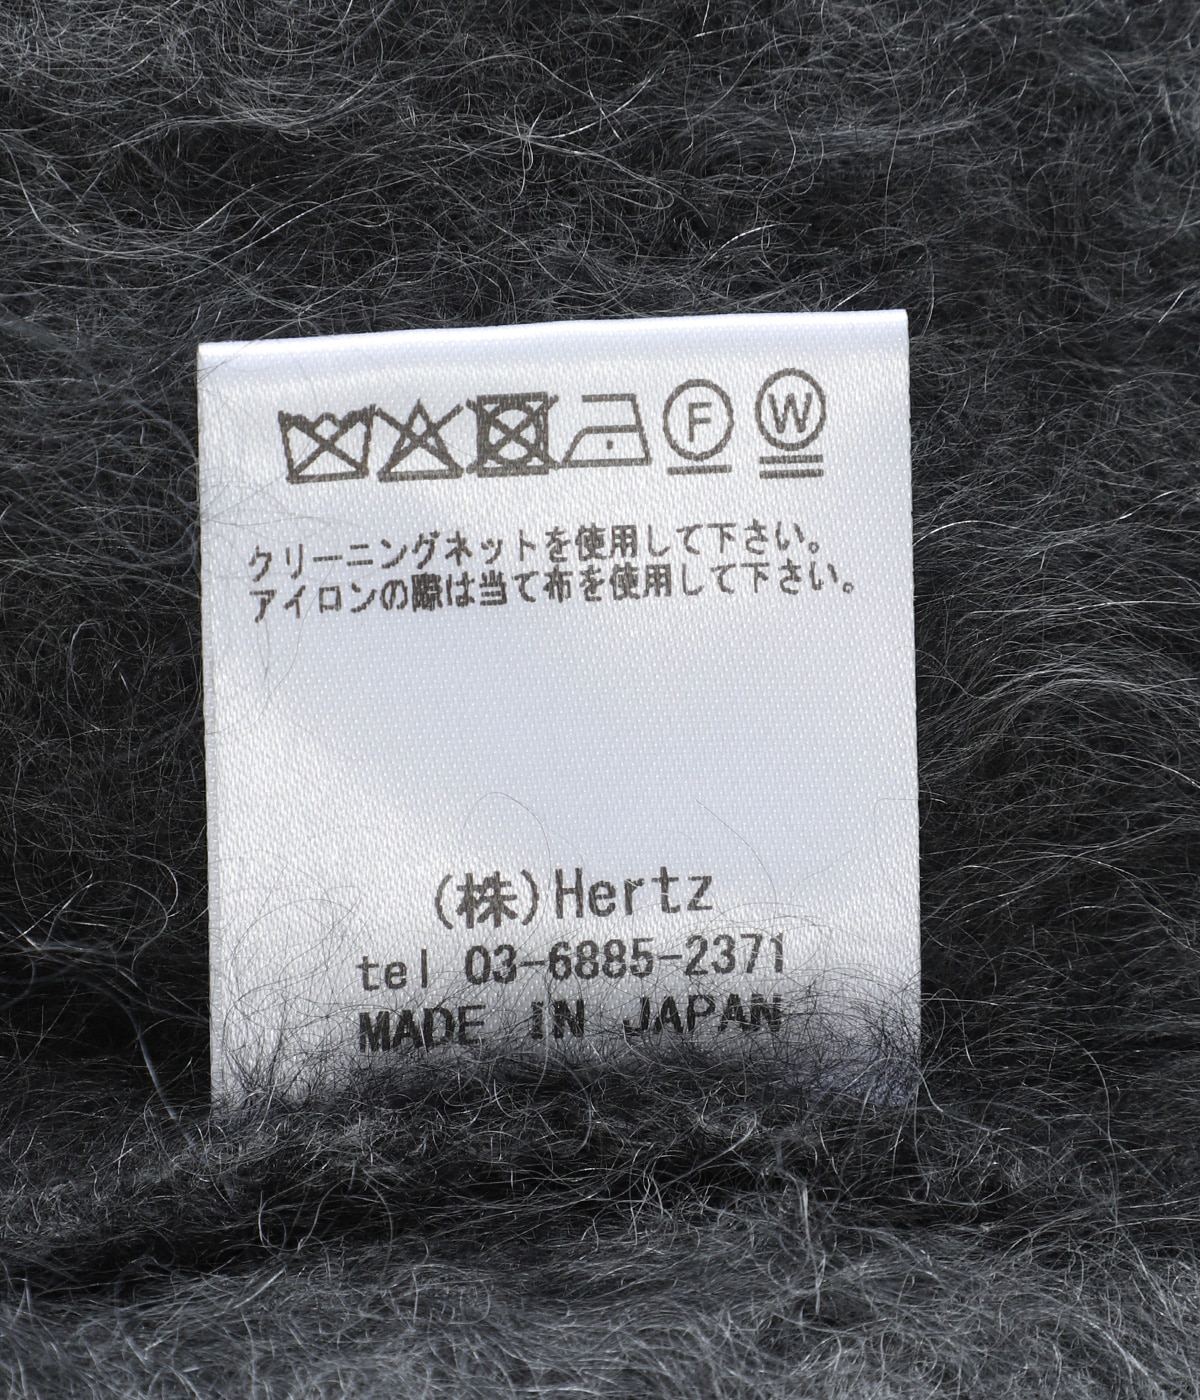 F W
クリーニングネットを使用して下さい。
アイロンの際は当て布を使用して下さい。
(株)Hertz
tel 03-6885-2371
MADE IN JAPAN